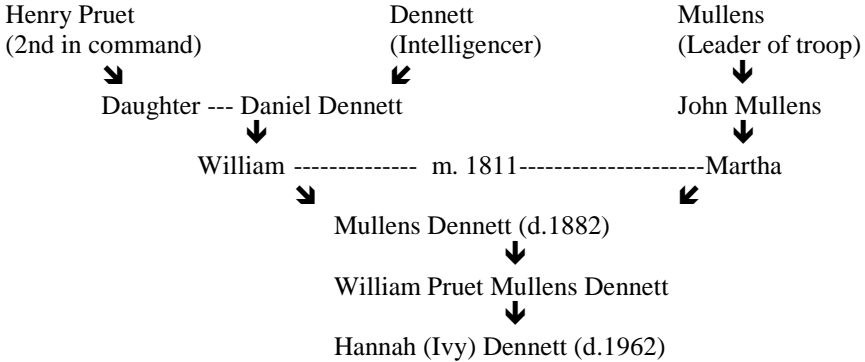 Henry Pruet Dennett Mullens
(2nd in command) (Intelligencer) (Leader of troop)
Daughter --- Daniel Dennett John Mullens
William -------------- m. 1811---------------------Martha
Mullens Dennett (d.1882)
William Pruet Mullens Dennett
Hannah (Ivy) Dennett (d.1962)